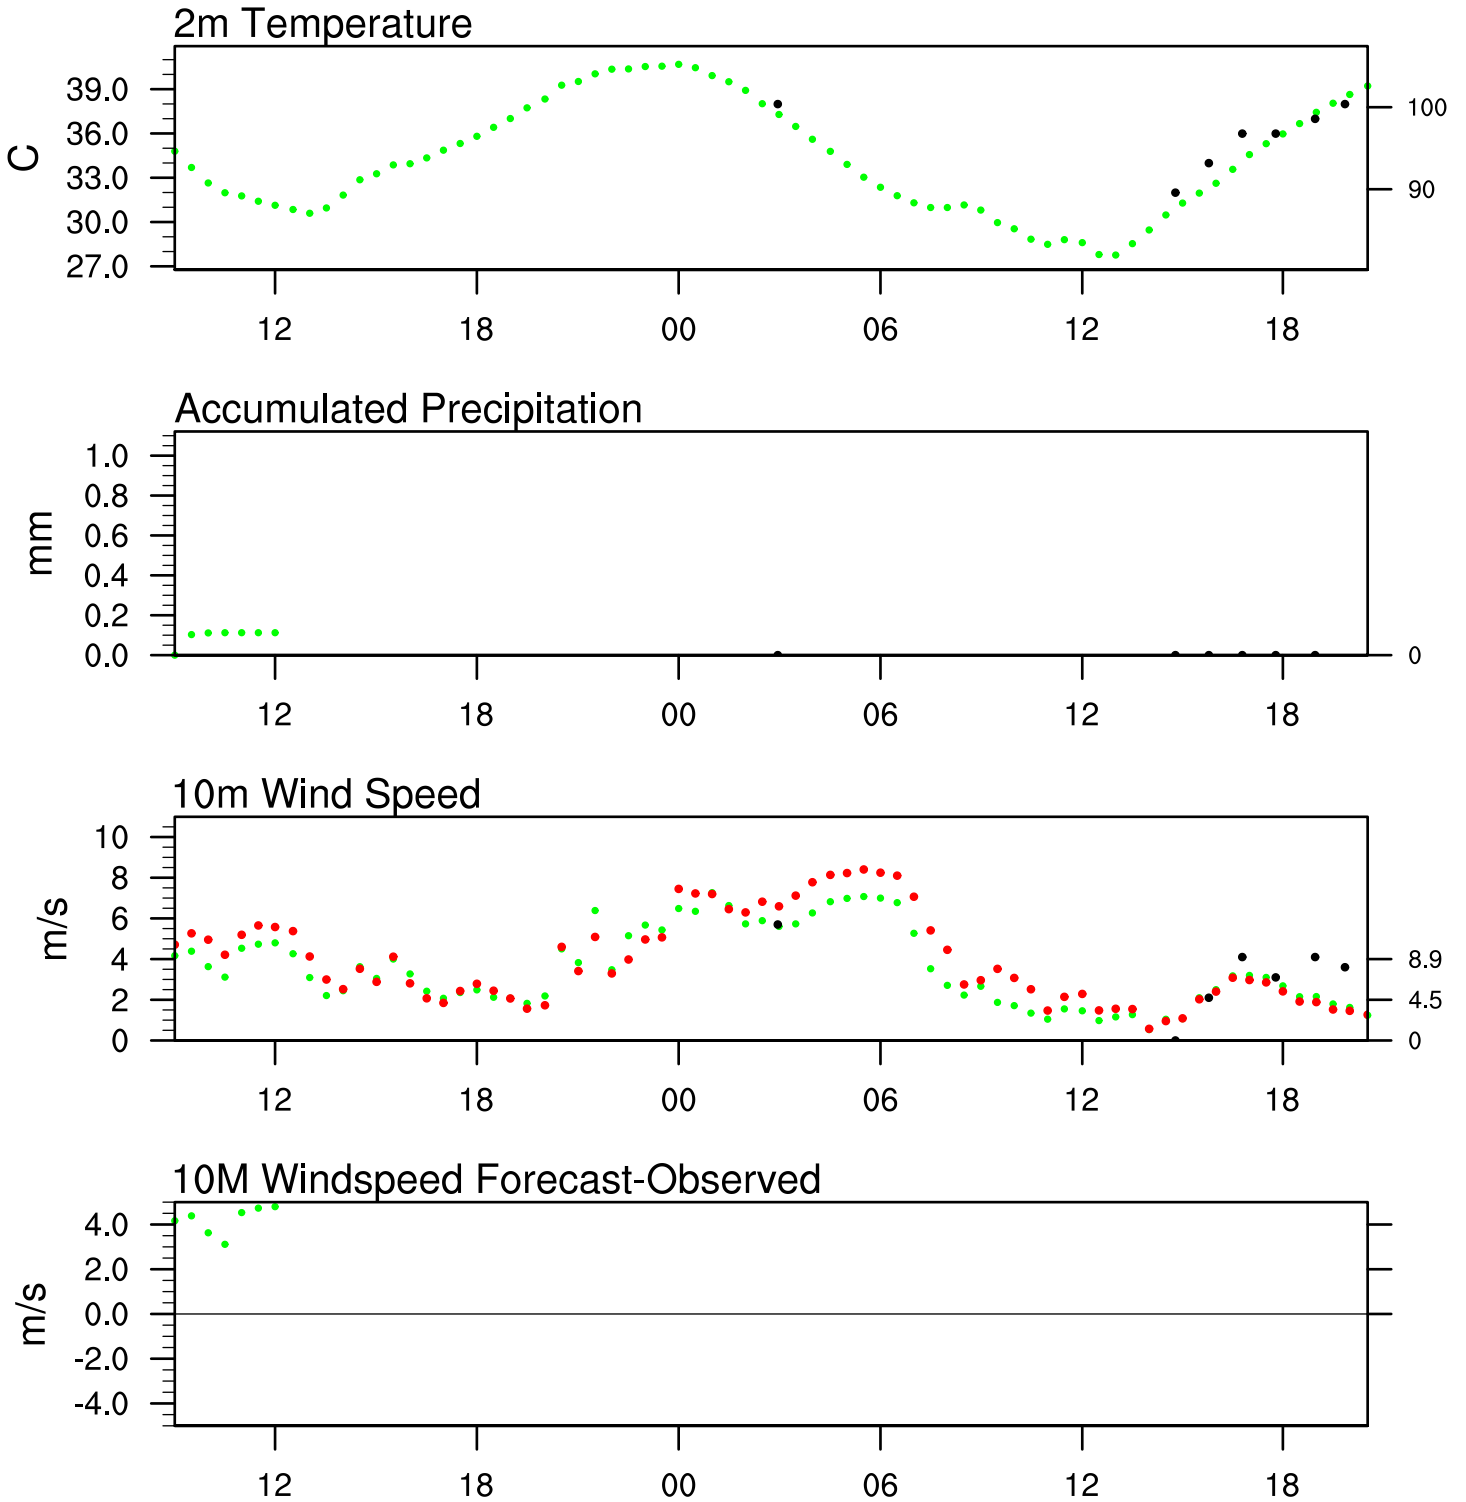 2m Temperature
C
39.0
36.0
33.0
30.0
27.0
100
90
12 18 00 06 12 18
Accumulated Precipitation
mm
1.0
0.8
0.6
0.4
0.2
0.0
0
12 18 00 06 12 18
10m Wind Speed
m/s
10
8
6
4
2
0
8.9
4.5
0
12 18 00 06 12 18
10M Windspeed Forecast-Observed
m/s
4.0
2.0
0.0
-2.0
-4.0
12 18 00 06 12 18